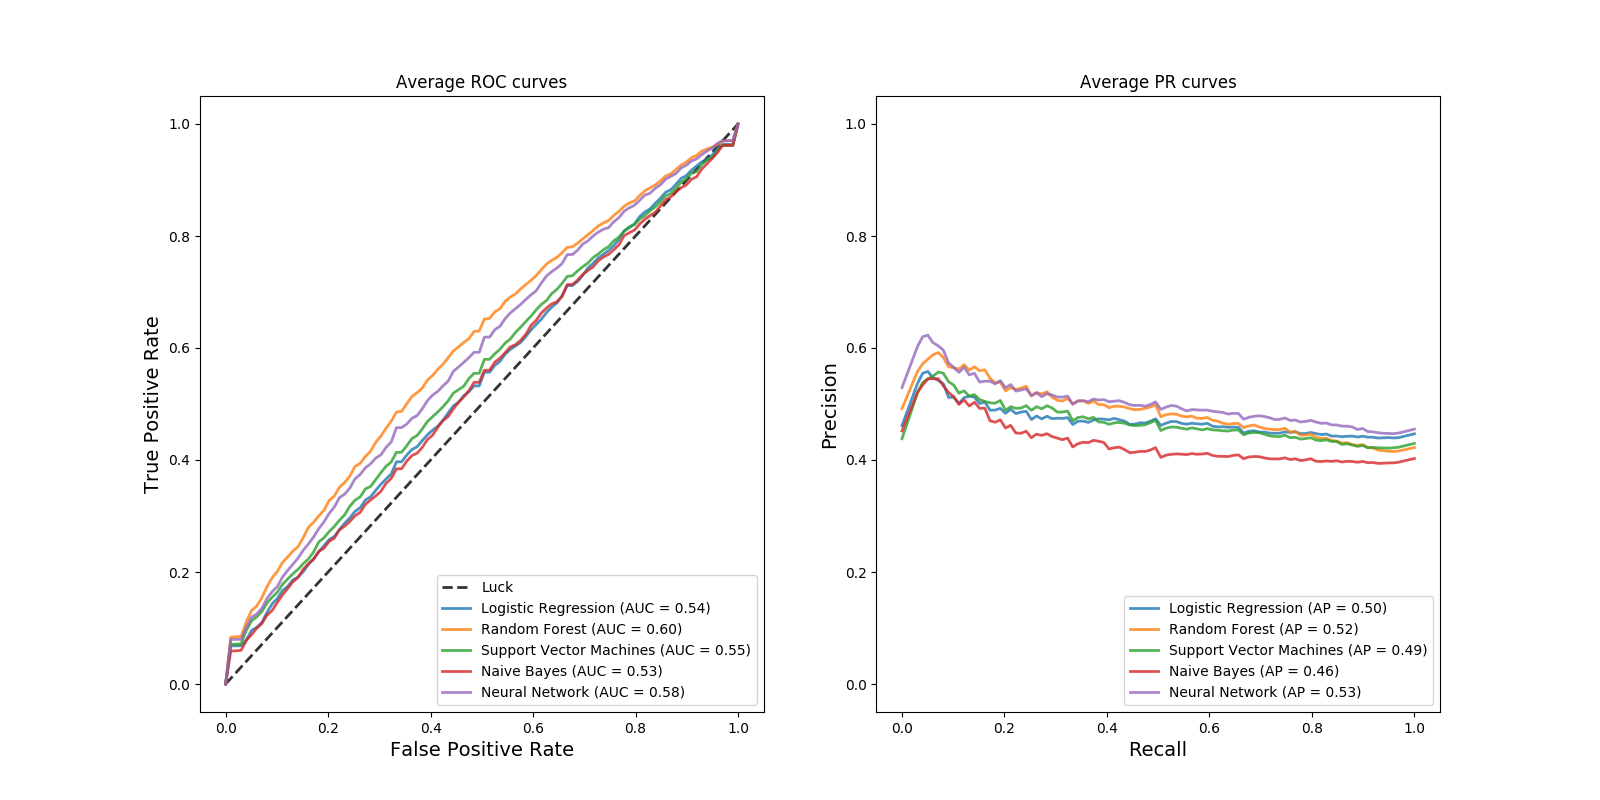 Average ROC curves
True Positive Rate
1.0
0.8
0.6
0.4
0.2
0.0
Luck
Logistic Regression (AUC = 0.54)
Random Forest (AUC = 0.60)
Support Vector Machines (AUC = 0.55)
Naive Bayes (AUC = 0.53)
Neural Network (AUC = 0.58)
0.0 0.2 0.4 0.6 0.8 1.0
False Positive Rate
Average PR curves
Precision
1.0
0.8
0.6
0.4
0.2
0.0
Logistic Regression (AP = 0.50)
Random Forest (AP = 0.52)
Support Vector Machines (AP = 0.49)
Naive Bayes (AP = 0.46)
Neural Network (AP = 0.53)
0.0 0.2 0.4 0.6 0.8 1.0
Recall